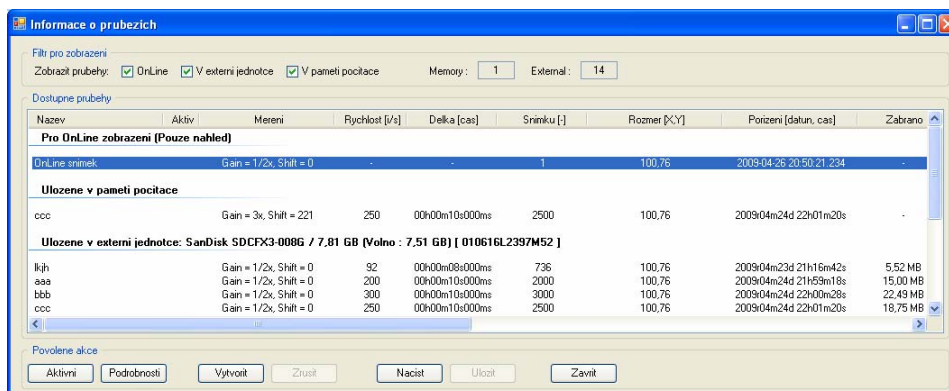 Informace o prubezich
Filtr pro zobrazeni
Zobrazit prubehy: OnLine V externi jednotce V pameti pocitace Memory: 1 External: 14
Dostupne prubehy
Nazev Aktiv Mereni Rychlost [i/s] Delka [cas] Snimku [-] Rozmer [X,Y] Porizeni [datun, cas] Zabrano
Pro OnLine zobrazeni (Pouze nahled)
OnLine snimek Gain = 1/2x, Shift = 0 - - 1 100,76 2009-04-26 20:50:21.234 -
Ulozene v pameti pocitace
ccc Gain = 3x, Shift = 221 250 00h00m10s000ms 2500 100,76 2009r04m24d 22h01m20s -
Ulozene v externi jednotce: SanDisk SDCFX3-008G / 7,81 GB (Volno : 7,51 GB) [ 010616L2397M52 ]
lkjh Gain = 1/2x, Shift = 0 92 00h00m08s000ms 736 100,76 2009r04m23d 21h16m42s 5,52 MB
aaa Gain = 1/2x, Shift = 0 200 00h00m10s000ms 2000 100,76 2009r04m24d 21h59m18s 15,00 MB
bbb Gain = 1/2x, Shift = 0 300 00h00m10s000ms 3000 100,76 2009r04m24d 22h00m28s 22,49 MB
ccc Gain = 1/2x, Shift = 0 250 00h00m10s000ms 2500 100,76 2009r04m24d 22h01m20s 18,75 MB
Povolene akce
Aktivni Podrobnosti Vytvorit Zrusit Nacist Ulozit Zavrit